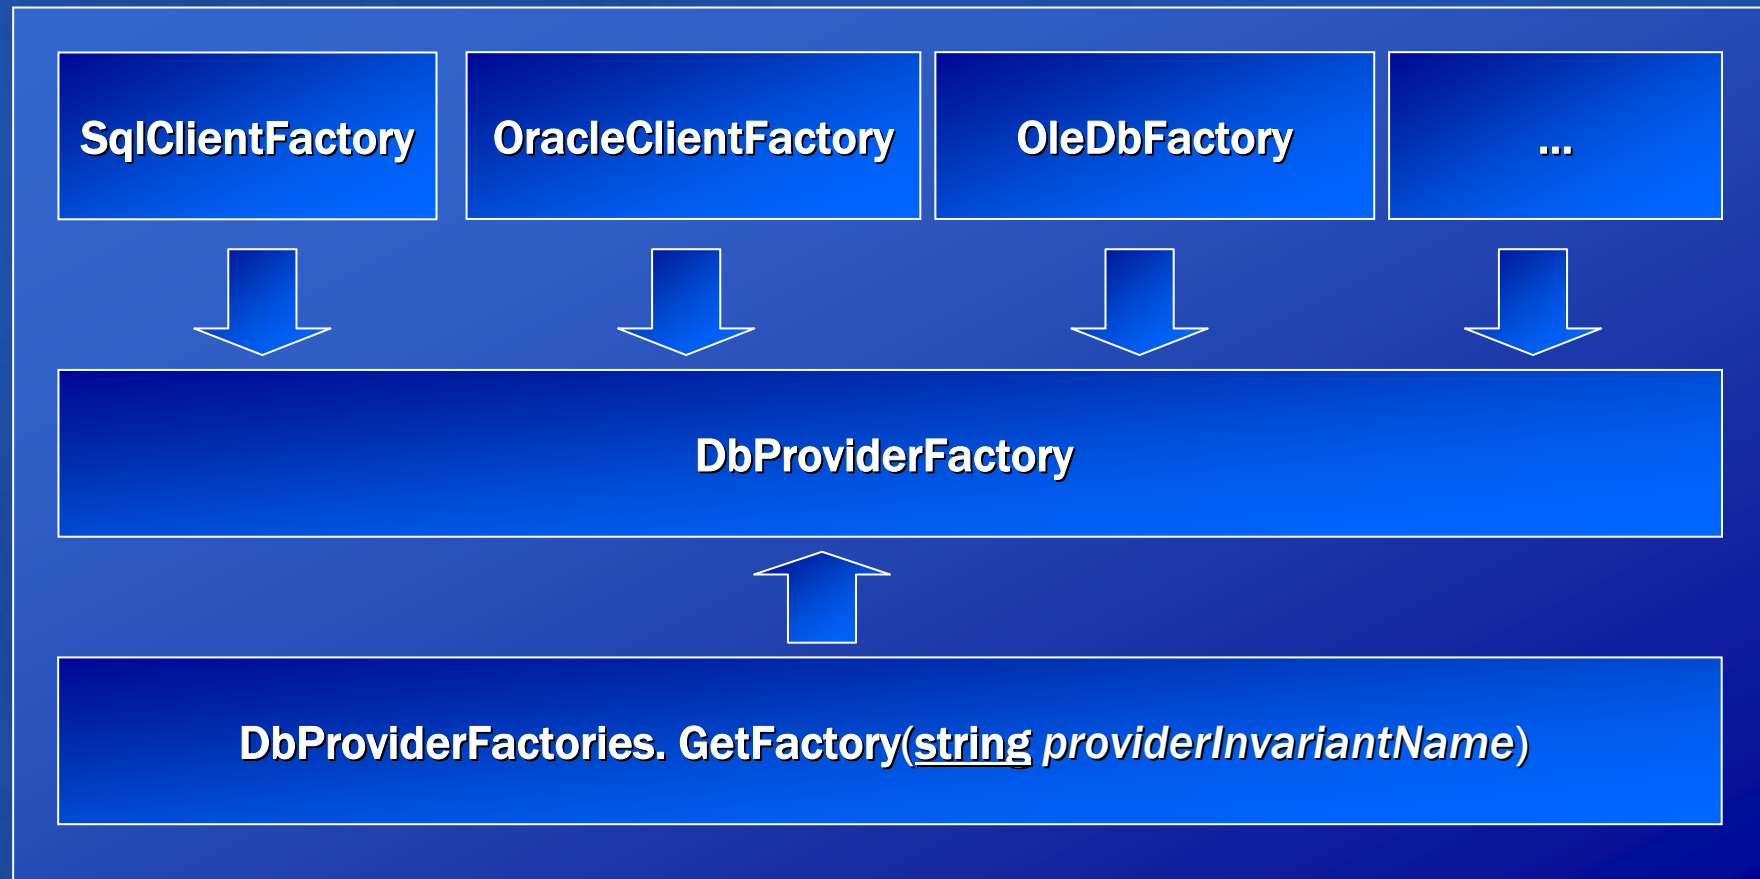 SqlClientFactory
OracleClientFactory
OleDbFactory
...
DbProviderFactory
DbProviderFactories. GetFactory(string providerInvariantName)